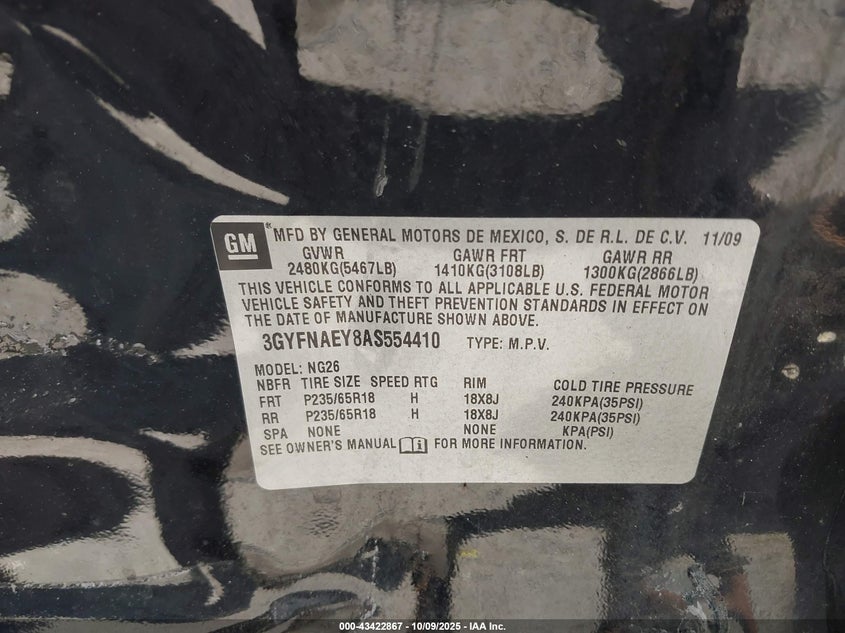 GM
MFD BY GENERAL MOTORS DE MEXICO, S. DE R.L. DE C.V. 11/09
GVWR GAWR FRT GAWR RR
2480KG(5467LB) 1410KG(3108LB) 1300KG(2866LB)
THIS VEHICLE CONFORMS TO ALL APPLICABLE U.S. FEDERAL MOTOR
VEHICLE SAFETY AND THEFT PREVENTION STANDARDS IN EFFECT ON
THE DATE OF MANUFACTURE SHOWN ABOVE.
3GYFNAEY8AS554410 TYPE: M.P.V.
MODEL: NG26
NBFR TIRE SIZE SPEED RTG RIM COLD TIRE PRESSURE
FRT P235/65R18 H 18X8J 240KPA(35PSI)
RR P235/65R18 H 18X8J 240KPA(35PSI)
SPA NONE NONE KPA(PSI)
SEE OWNER'S MANUAL FOR MORE INFORMATION.
000-43422867 - 10/09/2025 - IAA Inc.